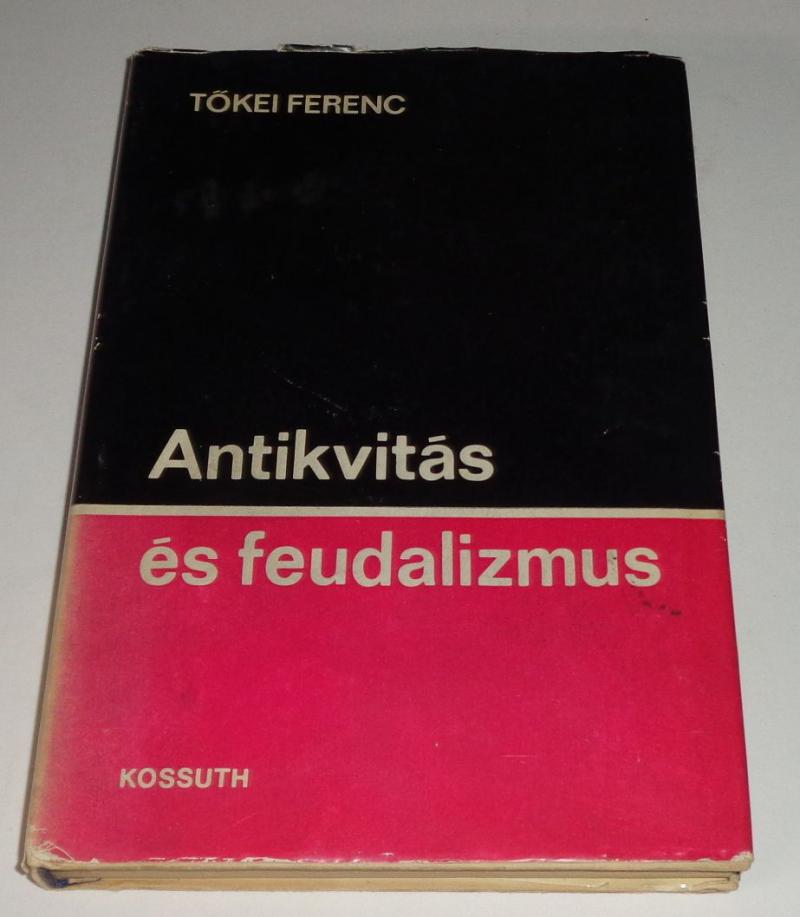 TŐKEI FERENC
Antikvitás
és feudalizmus
KOSSUTH